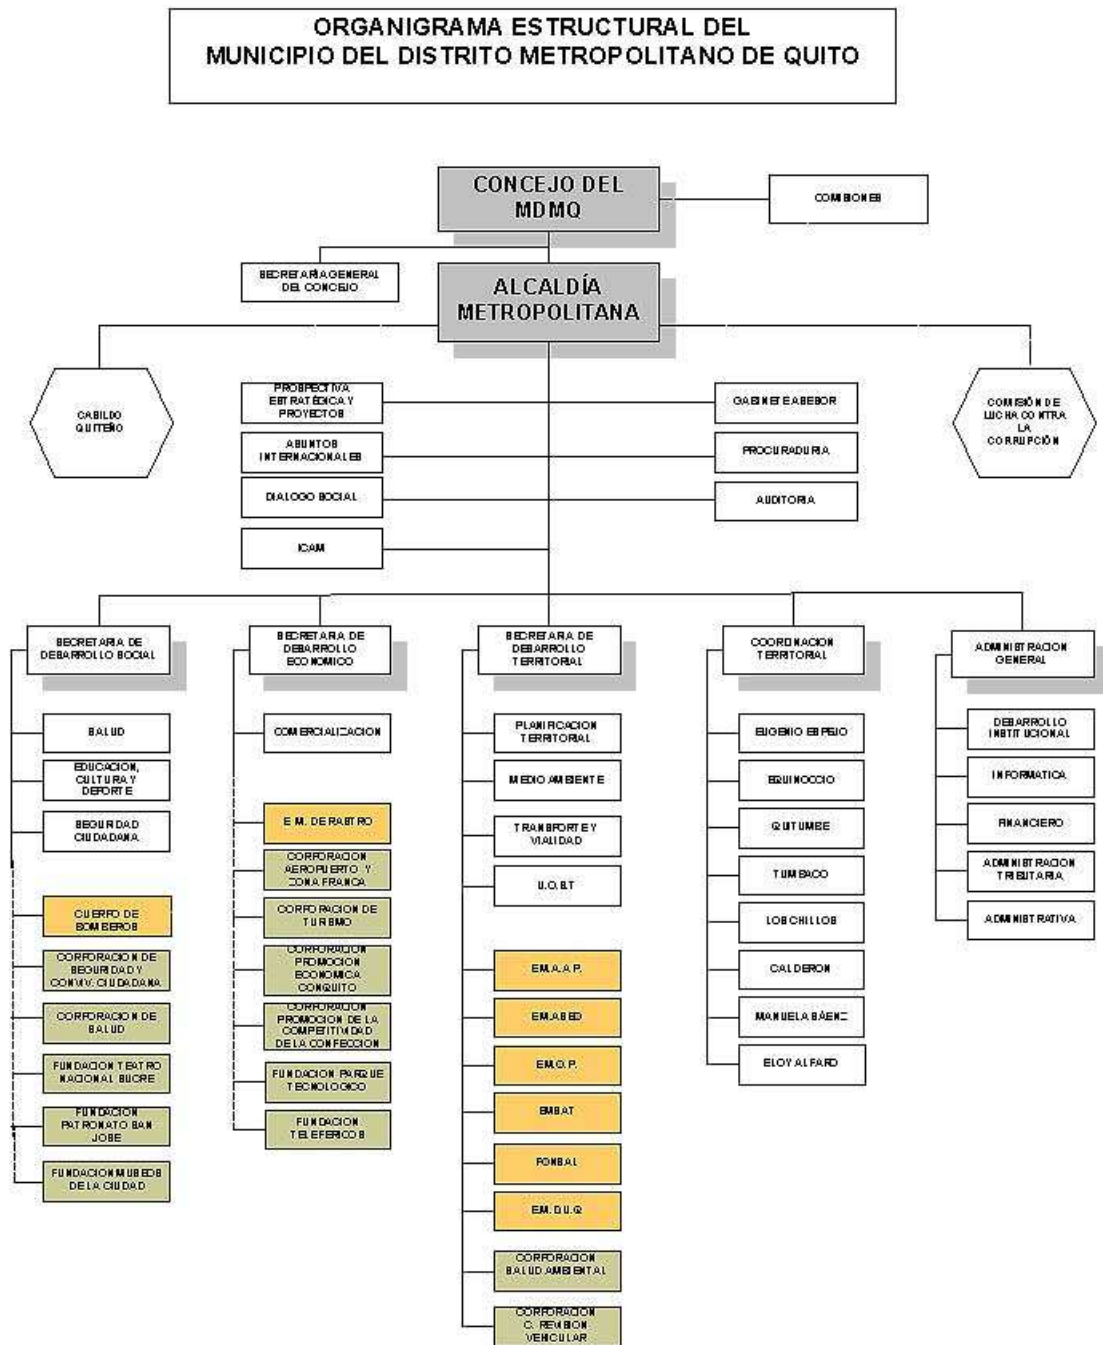 ORGANIGRAMA ESTRUCTURAL DEL
MUNICIPIO DEL DISTRITO METROPOLITANO DE QUITO
CONCEJO DEL
MDMQ
COMISIONES
SECRETARÍA GENERAL
DEL CONCEJO
ALCALDÍA
METROPOLITANA
CABILDO
QUITEÑO
PROSPECTIVA
ESTRATÉGICA Y
PROYECTOS
GABINETE ASESOR
COMISIÓN DE
LUCHA CONTRA
LA
CORRUPCIÓN
ASUNTOS
INTERNACIONALES
PROCURADURIA
DIALOGO SOCIAL
AUDITORIA
ICAM
SECRETARIA DE
DESARROLLO SOCIAL
SECRETARIA DE
DESARROLLO
ECONOMICO
SECRETARIA DE
DESARROLLO
TERRITORIAL
COORDINACION
TERRITORIAL
ADMINISTRACION
GENERAL
SALUD
EDUCACION,
CULTURA Y
DEPORTE
SEGURIDAD
CIUDADANA
CUERPO DE
BOMBEROS
CORPORACION DE
SEGURIDAD Y
CONVIV. CIUDADANA
CORPORACION DE
SALUD
FUNDACION TEATRO
NACIONAL SUCRE
FUNDACION
PATRONATO SAN
JOSE
FUNDACION MUSEOS
DE LA CIUDAD
COMERCIALIZACION
E.M. DE RASTRO
CORPORACION
AEROPUERTO Y
ZONA FRANCA
CORPORACION DE
TURISMO
CORPORACION
PROMOCION
ECONOMICA
CONQUITO
CORPORACION
PROMOCION DE LA
COMPETITIVIDAD
DE LA CONFECCION
FUNDACION PARQUE
TECNOLOGICO
FUNDACION
TELEFERICOS
PLANIFICACION
TERRITORIAL
MEDIO AMBIENTE
TRANSPORTE Y
VIALIDAD
U.O.S.T
E.M.A.A.P.
EMASEO
E.M.O.P.
EMSAT
FONSAL
E.M.D.U.Q
CORPORACION
SALUD AMBIENTAL
CORPORACION
C. REVISION
VEHICULAR
EUGENIO ESPEJO
EQUINOCCIO
QUITUMBE
TUMBACO
LOS CHILLOS
CALDERON
MANUELA SÁENZ
ELOY ALFARO
DESARROLLO
INSTITUCIONAL
INFORMATICA
FINANCIERO
ADMINISTRACION
TRIBUTARIA
ADMINISTRATIVA